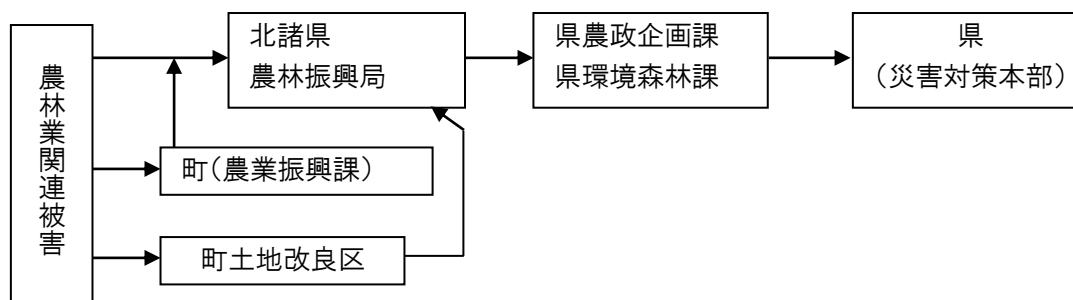 農林業関連被害
北諸県
農林振興局
県農政企画課
県環境森林課
県
（災害対策本部）
町（農業振興課）
町土地改良区